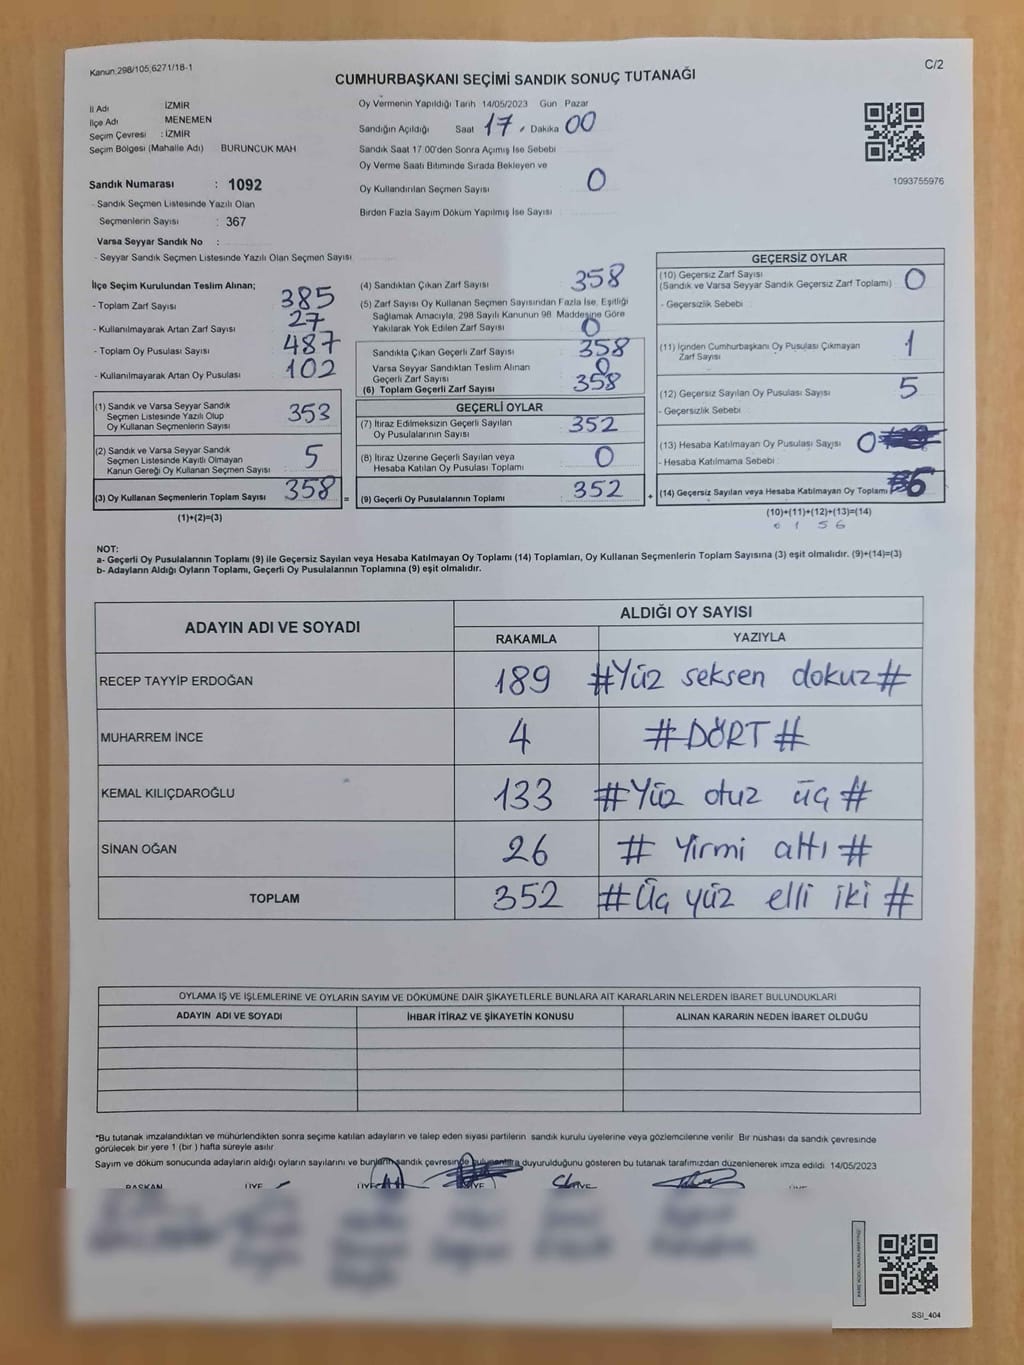 Kanun,298/105,6271/18-1
C/2
CUMHURBAŞKANI SEÇİMİ SANDIK SONUÇ TUTANAĞI
İl Adı İZMİR
İlçe Adı MENEMEN
Seçim Çevresi : İZMİR
Seçim Bölgesi (Mahalle Adı) BURUNCUK MAH
Sandık Numarası : 1092
- Sandık Seçmen Listesinde Yazılı Olan
Seçmenlerin Sayısı : 367
Varsa Seyyar Sandık No :
- Seyyar Sandık Seçmen Listesinde Yazılı Olan Seçmen Sayısı
Oy Vermenin Yapıldığı Tarih 14/05/2023 Gün Pazar
Sandığın Açıldığı Saat 17 Dakika 00
Sandık Saat 17 00'den Sonra Açımış İse Sebebi
Oy Verme Saati Bitiminde Sırada Bekleyen ve
Oy Kullandırılan Seçmen Sayısı 0
Birden Fazla Sayım Döküm Yapılmış İse Sayısı
1093755976
İlçe Seçim Kurulundan Teslim Alınan;
- Toplam Zarf Sayısı 385
- Kullanılmayarak Artan Zarf Sayısı 27
- Toplam Oy Pusulası Sayısı 487
- Kullanılmayarak Artan Oy Pusulası 102
(1) Sandık ve Varsa Seyyar Sandık
Seçmen Listesinde Yazılı Olup
Oy Kullanan Seçmenlerin Sayısı 353
(2) Sandık ve Varsa Seyyar Sandık
Seçmen Listesinde Kayıtlı Olmayan
Kanun Gereği Oy Kullanan Seçmen Sayısı 5
(3) Oy Kullanan Seçmenlerin Toplam Sayısı 358 =
(1)+(2)=(3)
(4) Sandıktan Çıkan Zarf Sayısı 358
(5) Zarf Sayısı Oy Kullanan Seçmen Sayısından Fazla İse, Eşitliği
Sağlamak Amacıyla, 298 Sayılı Kanunun 98 Maddesine Göre
Yakılarak Yok Edilen Zarf Sayısı 0
Sandıkta Çıkan Geçerli Zarf Sayısı 358
Varsa Seyyar Sandıktan Teslim Alınan
Geçerli Zarf Sayısı 0
(6) Toplam Geçerli Zarf Sayısı 358
GEÇERLİ OYLAR
(7) İtiraz Edilmeksizin Geçerli Sayılan
Oy Pusulalarının Sayısı 352
(8) İtiraz Üzerine Geçerli Sayılan veya
Hesaba Katılan Oy Pusulası Toplamı 0
(9) Geçerli Oy Pusulalarının Toplamı 352 +
GEÇERSİZ OYLAR
(10) Geçersiz Zarf Sayısı
(Sandık ve Varsa Seyyar Sandık Geçersiz Zarf Toplamı) 0
- Geçersizlik Sebebi
(11) İçinden Cumhurbaşkanı Oy Pusulası Çıkmayan
Zarf Sayısı 1
(12) Geçersiz Sayılan Oy Pusulası Sayısı 5
- Geçersizlik Sebebi
(13) Hesaba Katılmayan Oy Pusulası Sayısı 0
- Hesaba Katılmama Sebebi :
(14) Geçersiz Sayılan veya Hesaba Katılmayan Oy Toplamı 6
(10)+(11)+(12)+(13)=(14)
0 1 5 6
NOT:
a- Geçerli Oy Pusulalarının Toplamı (9) ile Geçersiz Sayılan veya Hesaba Katılmayan Oy Toplamı (14) Toplamları, Oy Kullanan Seçmenlerin Toplam Sayısına (3) eşit olmalıdır. (9)+(14)=(3)
b- Adayların Aldığı Oyların Toplamı, Geçerli Oy Pusulalarının Toplamına (9) eşit olmalıdır.
ADAYIN ADI VE SOYADI ALDIĞI OY SAYISI
RAKAMLA YAZIYLA
RECEP TAYYİP ERDOĞAN 189 #Yüz seksen dokuz#
MUHARREM İNCE 4 #DÖRT#
KEMAL KILIÇDAROĞLU 133 #Yüz otuz üç#
SİNAN OĞAN 26 # Yirmi altı #
TOPLAM 352 #Üç yüz elli iki #
OYLAMA İŞ VE İŞLEMLERİNE VE OYLARIN SAYIM VE DÖKÜMÜNE DAİR ŞİKAYETLERLE BUNLARA AİT KARARLARIN NELERDEN İBARET BULUNDUKLARI
ADAYIN ADI VE SOYADI İHBAR İTİRAZ VE ŞİKAYETİN KONUSU ALINAN KARARIN NEDEN İBARET OLDUĞU
*Bu tutanak imzalandıktan ve mühürlendikten sonra seçime katılan adayların ve talep eden siyasi partilerin sandık kurulu üyelerine veya gözlemcilerine verilir Bir nüshası da sandık çevresinde
görülecek bir yere 1 (bir ) hafta süreyle asılır
Sayım ve döküm sonucunda adayların aldığı oyların sayılarını ve bunların sandık çevresinde duyurulduğunu gösteren bu tutanak tarafımızdan düzenlenerek imza edildi 14/05/2023
BAŞKAN ÜYE ÜYE ÜYE
SSİ_404